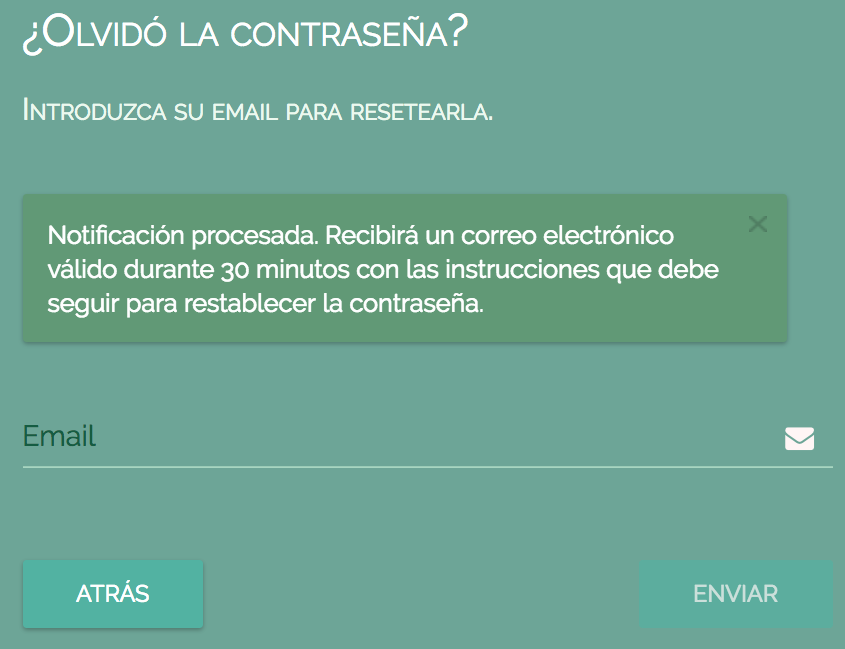 ¿Olvidó la contraseña?
Introduzca su email para resetearla.
Notificación procesada. Recibirá un correo electrónico
válido durante 30 minutos con las instrucciones que debe
seguir para restablecer la contraseña.
Email
ATRÁS
ENVIAR